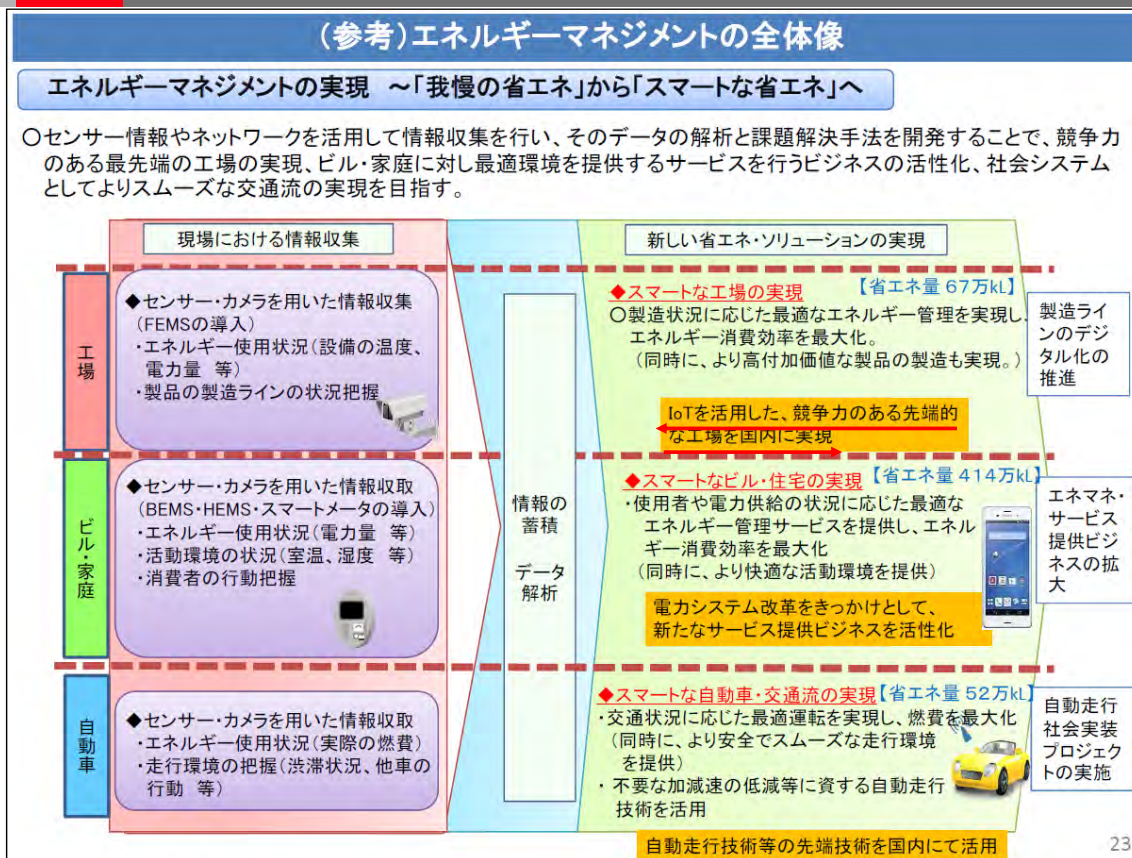 （参考）エネルギーマネジメントの全体像
エネルギーマネジメントの実現　～「我慢の省エネ」から「スマートな省エネ」へ
〇センサー情報やネットワークを活用して情報収集を行い、そのデータの解析と課題解決手法を開発することで、競争力
のある最先端の工場の実現、ビル・家庭に対し最適環境を提供するサービスを行うビジネスの活性化、社会システム
としてよりスムーズな交通流の実現を目指す。
現場における情報収集
新しい省エネ・ソリューションの実現
工場
◆センサー・カメラを用いた情報収集
（FEMSの導入）
・エネルギー使用状況（設備の温度、
電力量　等）
・製品の製造ラインの状況把握
◆スマートな工場の実現
【省エネ量 67万kL】
〇製造状況に応じた最適なエネルギー管理を実現し、
エネルギー消費効率を最大化。
（同時に、より高付加価値な製品の製造も実現。）
IoTを活用した、競争力のある先端的
な工場を国内に実現
製造ライ
ンのデジ
タル化の
推進
ビル・家庭
◆センサー・カメラを用いた情報収取
（BEMS・HEMS・スマートメータの導入）
・エネルギー使用状況（電力量　等）
・活動環境の状況（室温、湿度　等）
・消費者の行動把握
情報の
蓄積
データ
解析
◆スマートなビル・住宅の実現
【省エネ量 414万kL】
・使用者や電力供給の状況に応じた最適な
エネルギー管理サービスを提供し、エネル
ギー消費効率を最大化
（同時に、より快適な活動環境を提供）
電力システム改革をきっかけとして、
新たなサービス提供ビジネスを活性化
エネマネ・
サービス
提供ビジ
ネスの拡
大
自動車
◆センサー・カメラを用いた情報収取
・エネルギー使用状況（実際の燃費）
・走行環境の把握（渋滞状況、他車の
行動　等）
◆スマートな自動車・交通流の実現
【省エネ量 52万kL】
・交通状況に応じた最適運転を実現し、燃費を最大化
（同時に、より安全でスムーズな走行環境
を提供）
・ 不要な加減速の低減等に資する自動走行
技術を活用
自動走行技術等の先端技術を国内にて活用
自動走行
社会実装
プロジェク
トの実施
23